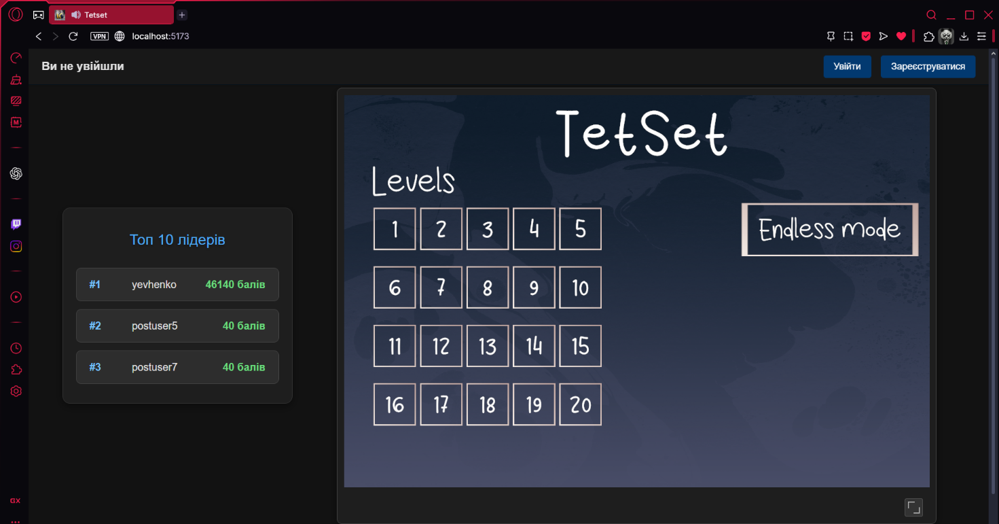 Tetset
VPN
localhost:5173
M
Ви не увійшли
Увійти
Зареєструватися
TetSet
Levels
1 2 3 4 5
Endless mode
6 7 8 9 10
11 12 13 14 15
16 17 18 19 20
Топ 10 лідерів
#1 yevhenko 46140 балів
#2 postuser5 40 балів
#3 postuser7 40 балів
GX